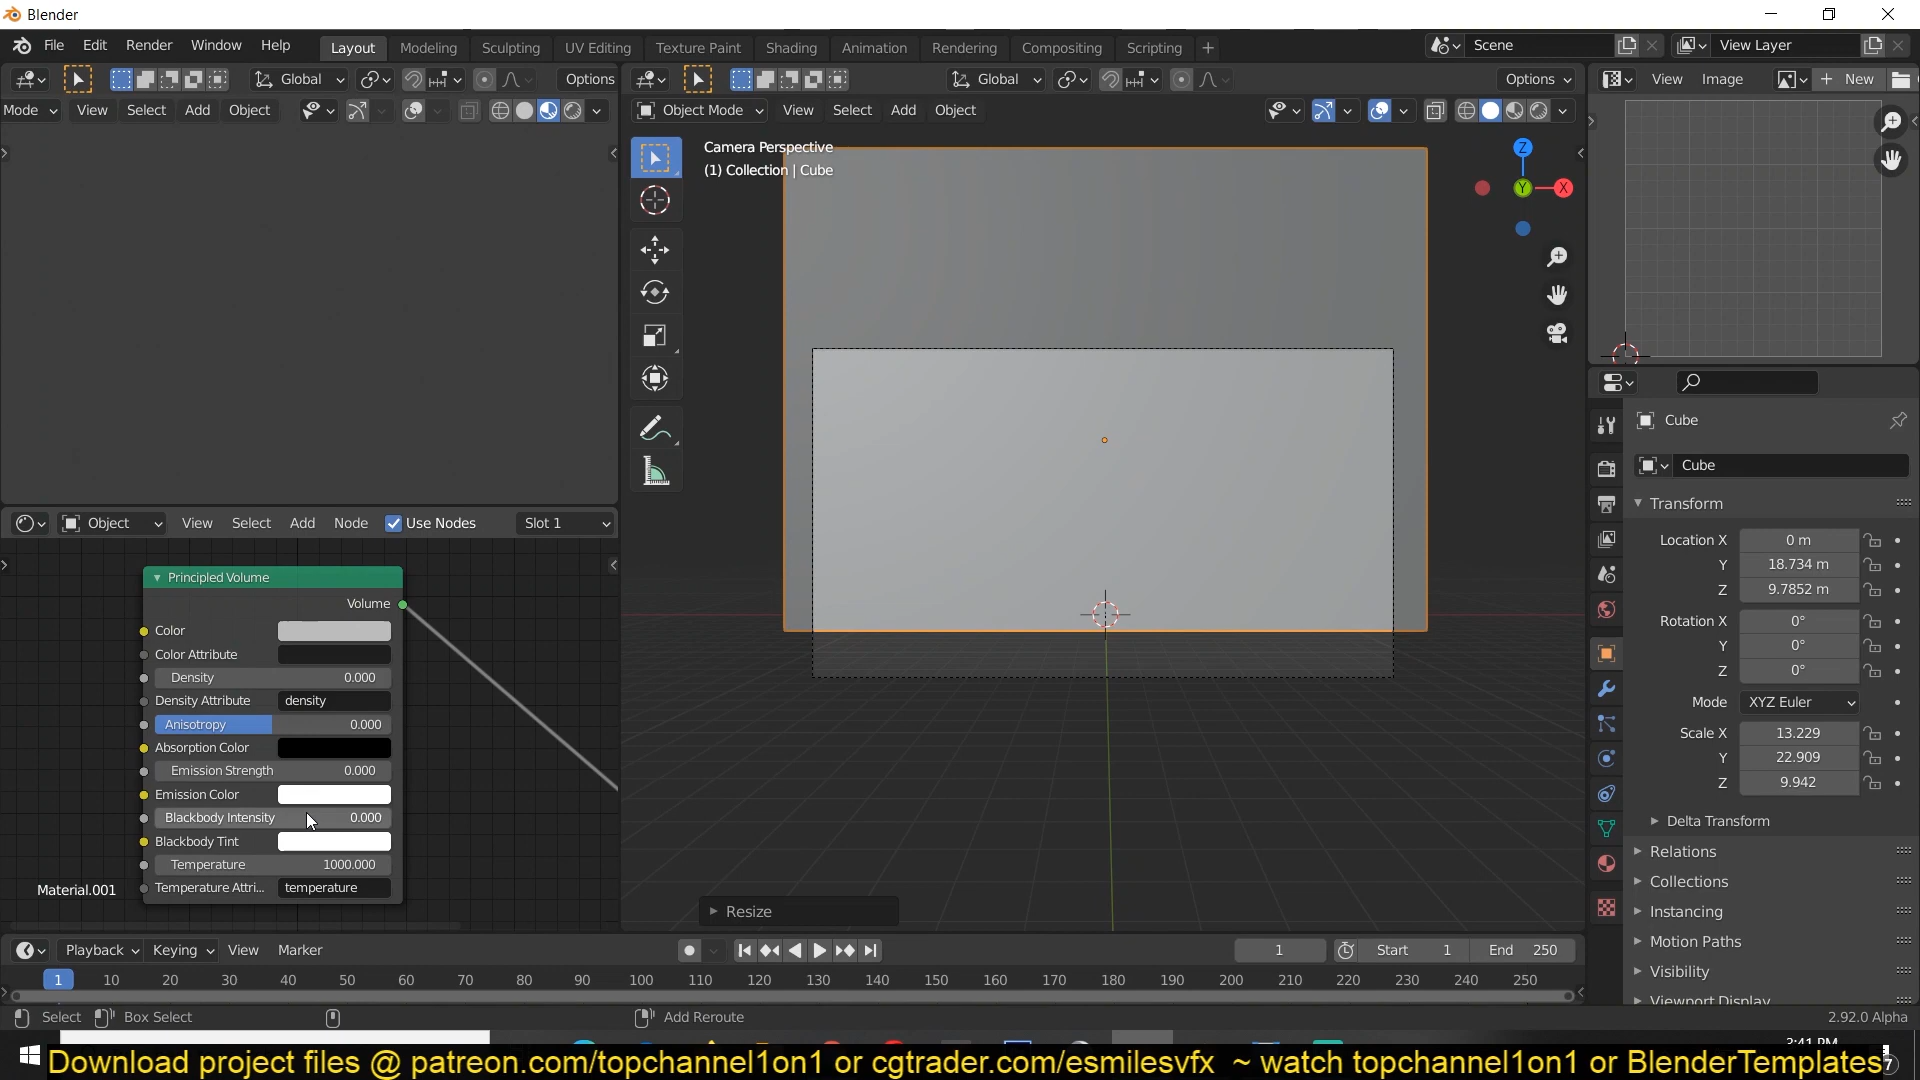 Blender
File Edit Render Window Help Layout Modeling Sculpting UV Editing Texture Paint Shading Animation Rendering Compositing Scripting + Scene View Layer
Global Options Global Options View Image New
Mode View Select Add Object Object Mode View Select Add Object
Camera Perspective
(1) Collection | Cube
Z
Y
X
Cube
Cube
Transform
Location X 0 m
Y 18.734 m
Z 9.7852 m
Rotation X 0°
Y 0°
Z 0°
Mode XYZ Euler
Scale X 13.229
Y 22.909
Z 9.942
Delta Transform
Relations
Collections
Instancing
Motion Paths
Visibility
Viewport Display
Object View Select Add Node Use Nodes Slot 1
Principled Volume
Volume
Color
Color Attribute
Density 0.000
Density Attribute density
Anisotropy 0.000
Absorption Color
Emission Strength 0.000
Emission Color
Blackbody Intensity 0.000
Blackbody Tint
Temperature 1000.000
Temperature Attri... temperature
Material.001
Resize
Playback Keying View Marker 1 Start 1 End 250
1 10 20 30 40 50 60 70 80 90 100 110 120 130 140 150 160 170 180 190 200 210 220 230 240 250
Select Box Select Add Reroute 2.92.0 Alpha
3:41 PM
Download project files @ patreon.com/topchannel1on1 or cgtrader.com/esmilesvfx ~ watch topchannel1on1 or BlenderTemplates